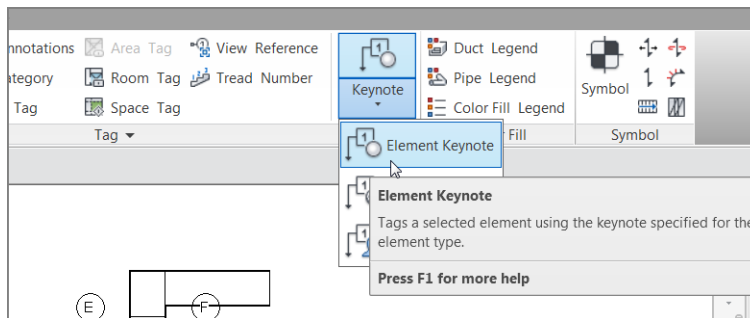 nnotations Area Tag View Reference
ategory Room Tag Tread Number
Tag Space Tag
Tag
Keynote
Duct Legend
Pipe Legend
Color Fill Legend
Fill
Symbol
Symbol
1 Element Keynote
Element Keynote
Tags a selected element using the keynote specified for the
element type.
Press F1 for more help
E F